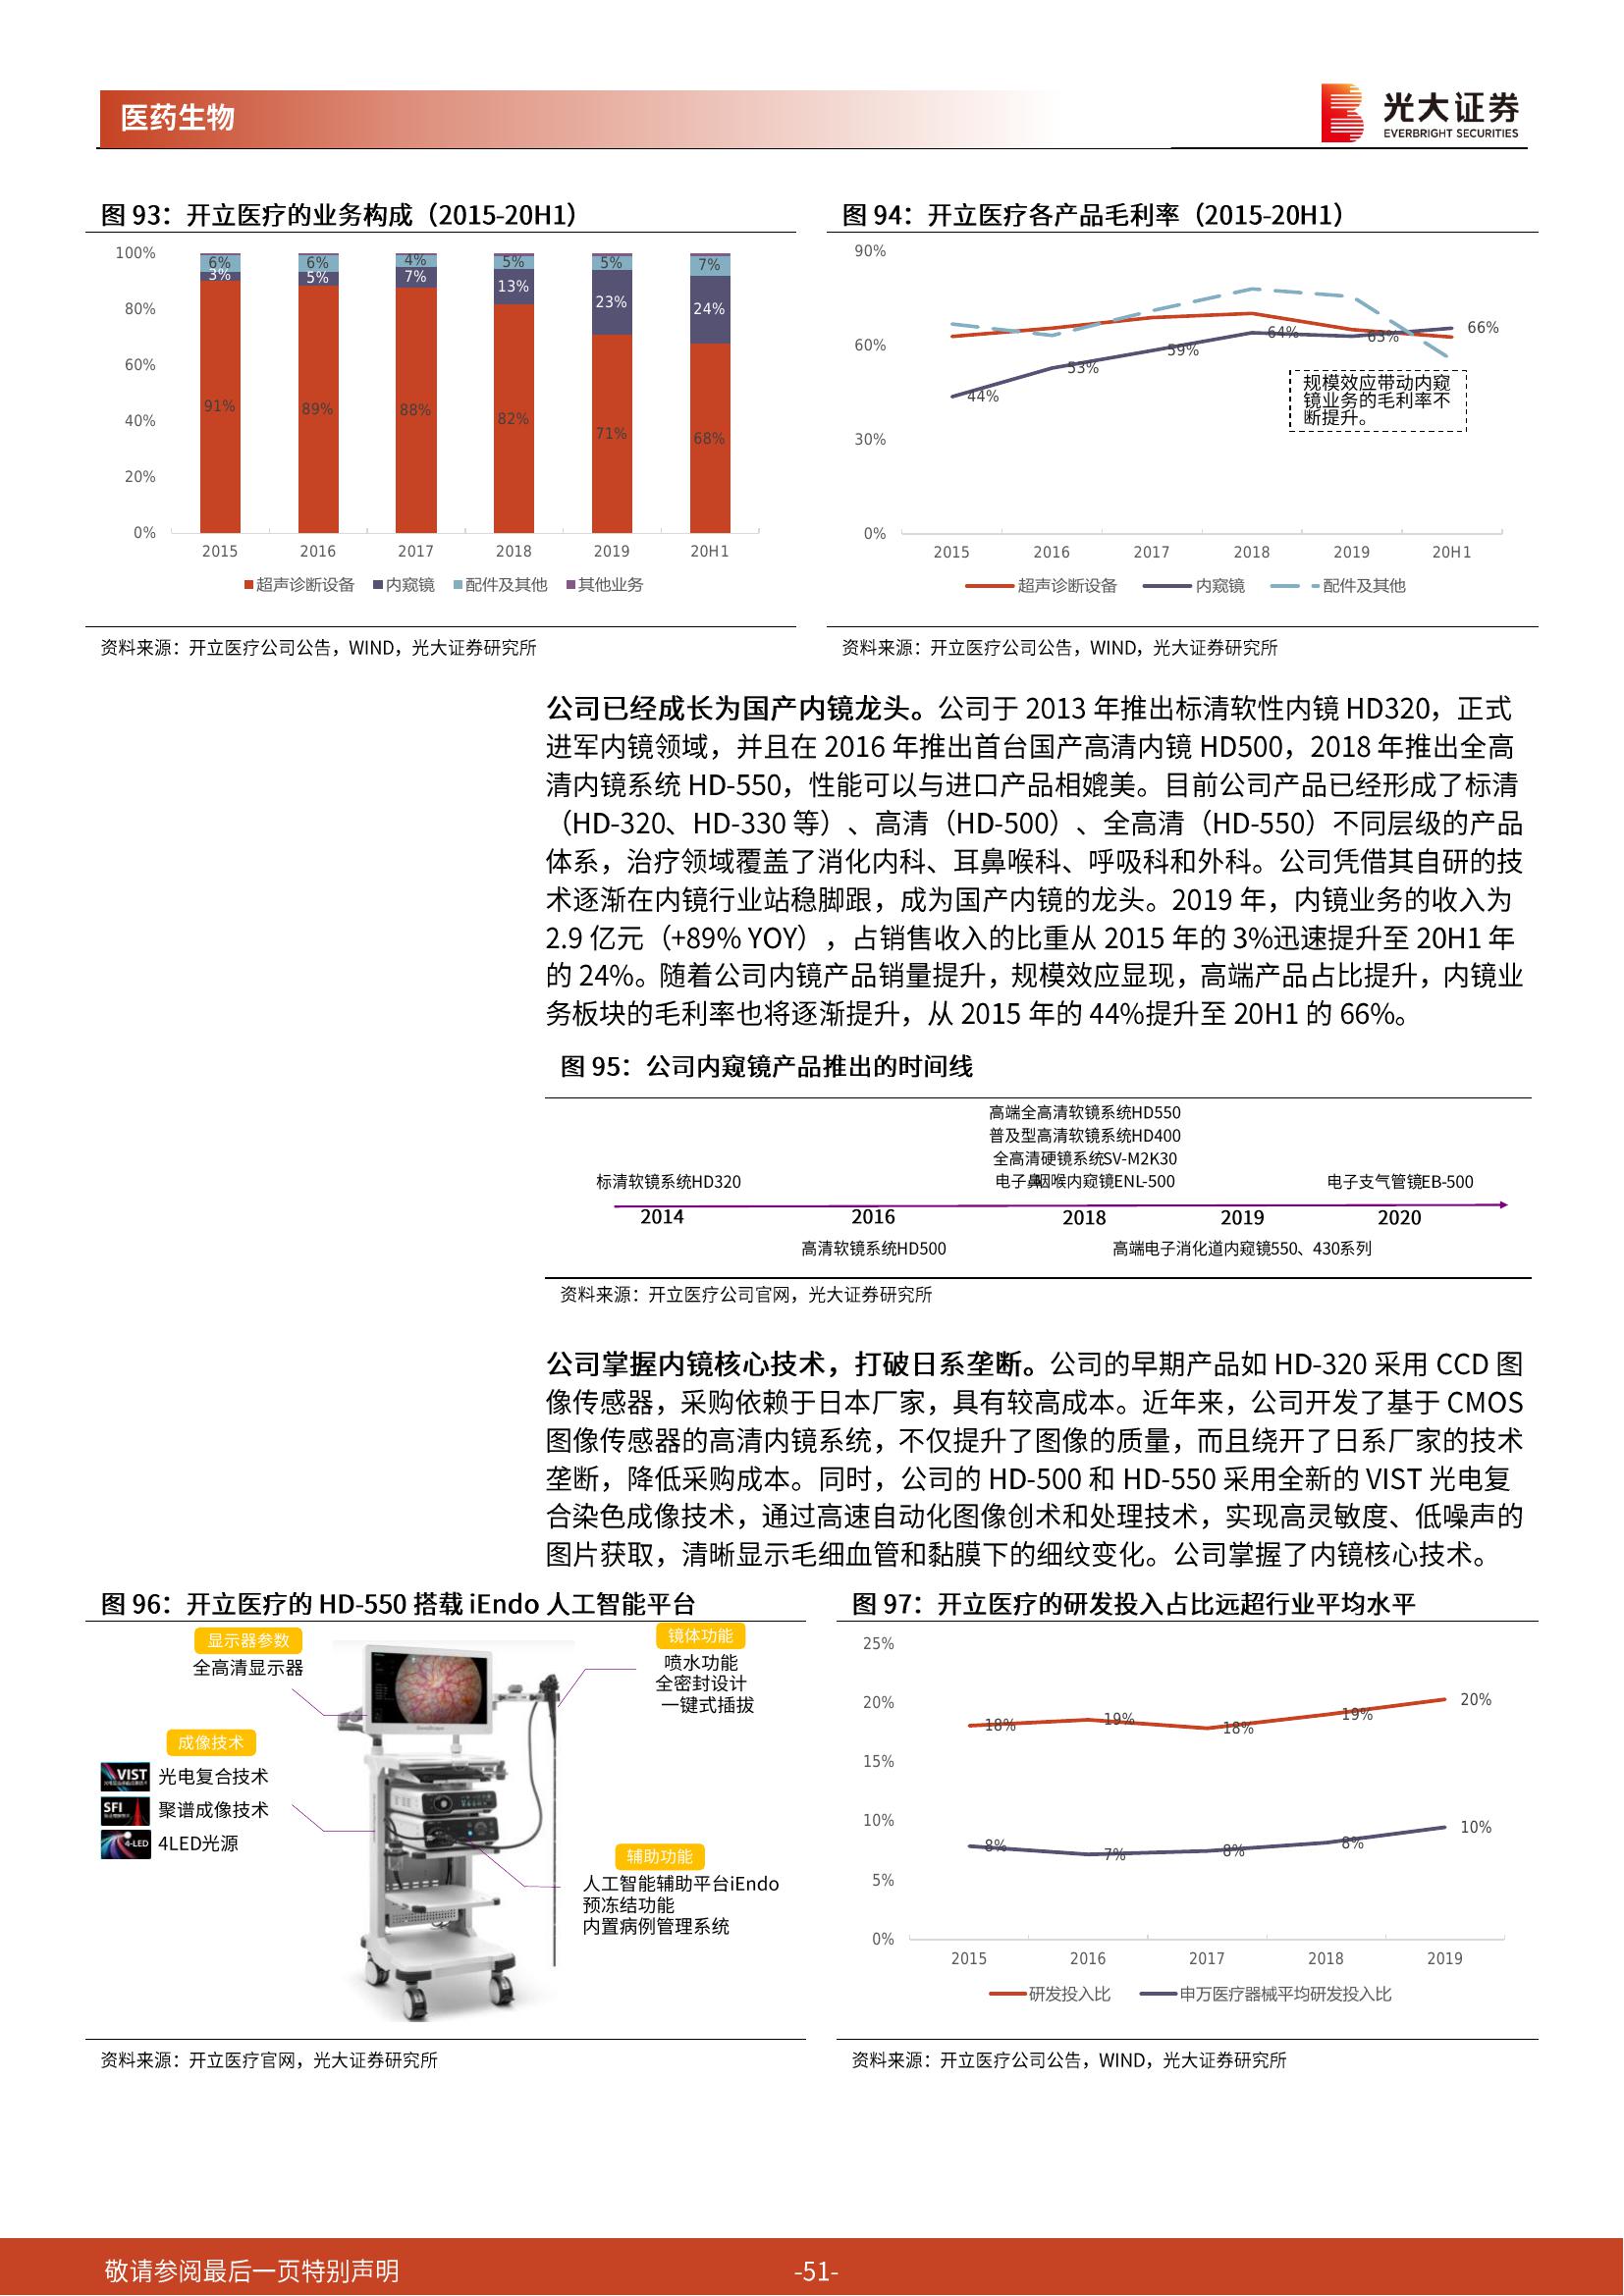 医药生物
光大证券
EVERBRIGHT SECURITIES
图 93：开立医疗的业务构成（2015-20H1）
100%
80%
60%
40%
20%
0%
6%
3%
91%
6%
5%
89%
4%
7%
88%
5%
13%
82%
5%
23%
71%
7%
24%
68%
2015 2016 2017 2018 2019 20H1
超声诊断设备 内窥镜 配件及其他 其他业务
资料来源：开立医疗公司公告，WIND，光大证券研究所
图 94：开立医疗各产品毛利率（2015-20H1）
90%
60%
30%
0%
44%
53%
59%
64%
63%
66%
规模效应带动内窥
镜业务的毛利率不
断提升。
2015 2016 2017 2018 2019 20H1
超声诊断设备 内窥镜 配件及其他
资料来源：开立医疗公司公告，WIND，光大证券研究所
公司已经成长为国产内镜龙头。公司于 2013 年推出标清软性内镜 HD320，正式
进军内镜领域，并且在 2016 年推出首台国产高清内镜 HD500，2018 年推出全高
清内镜系统 HD-550，性能可以与进口产品相媲美。目前公司产品已经形成了标清
（HD-320、HD-330 等）、高清（HD-500）、全高清（HD-550）不同层级的产品
体系，治疗领域覆盖了消化内科、耳鼻喉科、呼吸科和外科。公司凭借其自研的技
术逐渐在内镜行业站稳脚跟，成为国产内镜的龙头。2019 年，内镜业务的收入为
2.9 亿元（+89% YOY），占销售收入的比重从 2015 年的 3%迅速提升至 20H1 年
的 24%。随着公司内镜产品销量提升，规模效应显现，高端产品占比提升，内镜业
务板块的毛利率也将逐渐提升，从 2015 年的 44%提升至 20H1 的 66%。
图 95：公司内窥镜产品推出的时间线
高端全高清软镜系统HD550
普及型高清软镜系统HD400
全高清硬镜系统SV-M2K30
标清软镜系统HD320 电子鼻咽喉内窥镜ENL-500 电子支气管镜EB-500
2014 2016 2018 2019 2020
高清软镜系统HD500 高端电子消化道内窥镜550、430系列
资料来源：开立医疗公司官网，光大证券研究所
公司掌握内镜核心技术，打破日系垄断。公司的早期产品如 HD-320 采用 CCD 图
像传感器，采购依赖于日本厂家，具有较高成本。近年来，公司开发了基于 CMOS
图像传感器的高清内镜系统，不仅提升了图像的质量，而且绕开了日系厂家的技术
垄断，降低采购成本。同时，公司的 HD-500 和 HD-550 采用全新的 VIST 光电复
合染色成像技术，通过高速自动化图像创术和处理技术，实现高灵敏度、低噪声的
图片获取，清晰显示毛细血管和黏膜下的细纹变化。公司掌握了内镜核心技术。
图 96：开立医疗的 HD-550 搭载 iEndo 人工智能平台
显示器参数
全高清显示器
镜体功能
喷水功能
全密封设计
一键式插拔
成像技术
VIST 光电复合技术
SFI 聚谱成像技术
4-LED 4LED光源
辅助功能
人工智能辅助平台iEndo
预冻结功能
内置病例管理系统
资料来源：开立医疗官网，光大证券研究所
图 97：开立医疗的研发投入占比远超行业平均水平
25%
20%
15%
10%
5%
0%
18% 19% 18% 19% 20%
8% 7% 8% 8% 10%
2015 2016 2017 2018 2019
研发投入比 申万医疗器械平均研发投入比
资料来源：开立医疗公司公告，WIND，光大证券研究所
敬请参阅最后一页特别声明 -51-